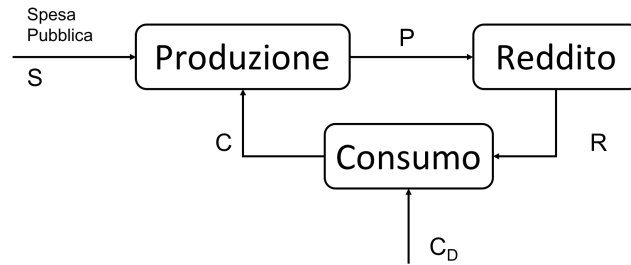 Spesa
Pubblica
S
Produzione
P
Reddito
C
Consumo
R
C_D